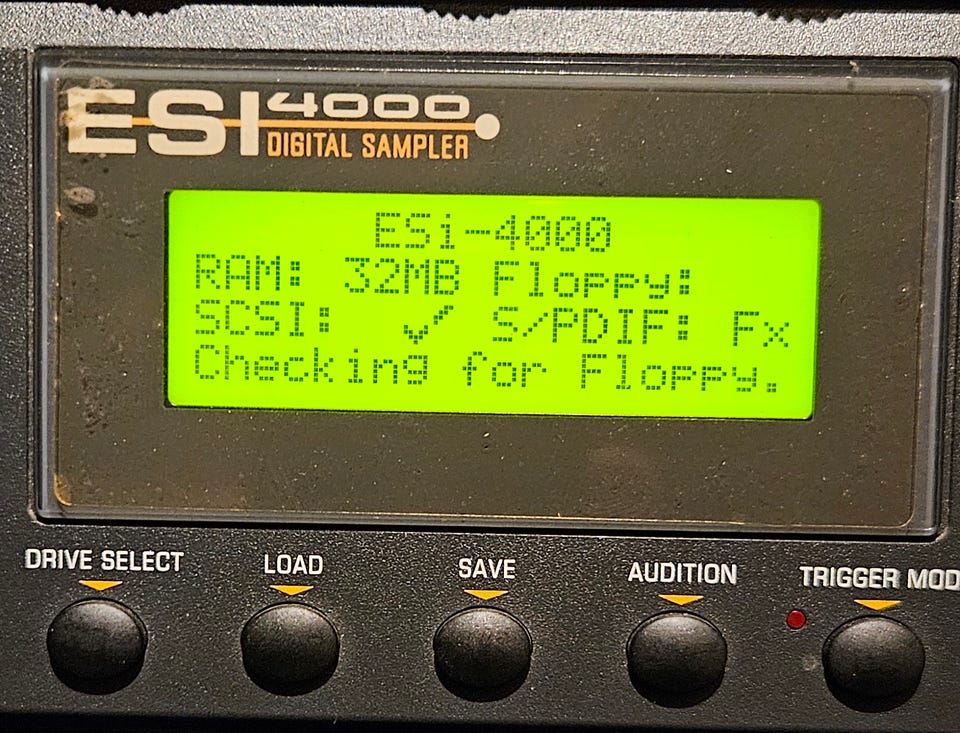 ESI 4000
DIGITAL SAMPLER
ESi-4000
RAM: 32MB Floppy:
SCSI: ✓ S/PDIF: Fx
Checking for Floppy.
DRIVE SELECT LOAD SAVE AUDITION TRIGGER MOD